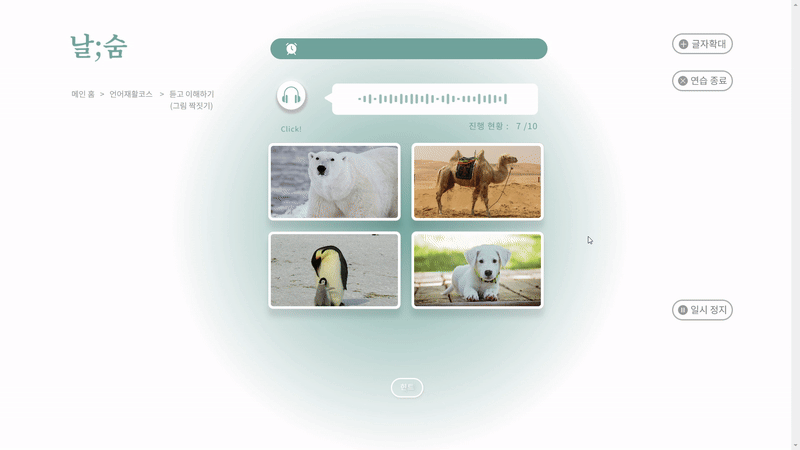 날;숨
글자확대
연습 종료
메인 홈 > 언어재활코스 > 듣고 이해하기
(그림 짝짓기)
Click!
진행 현황 : 7 /10
일시 정지
힌트